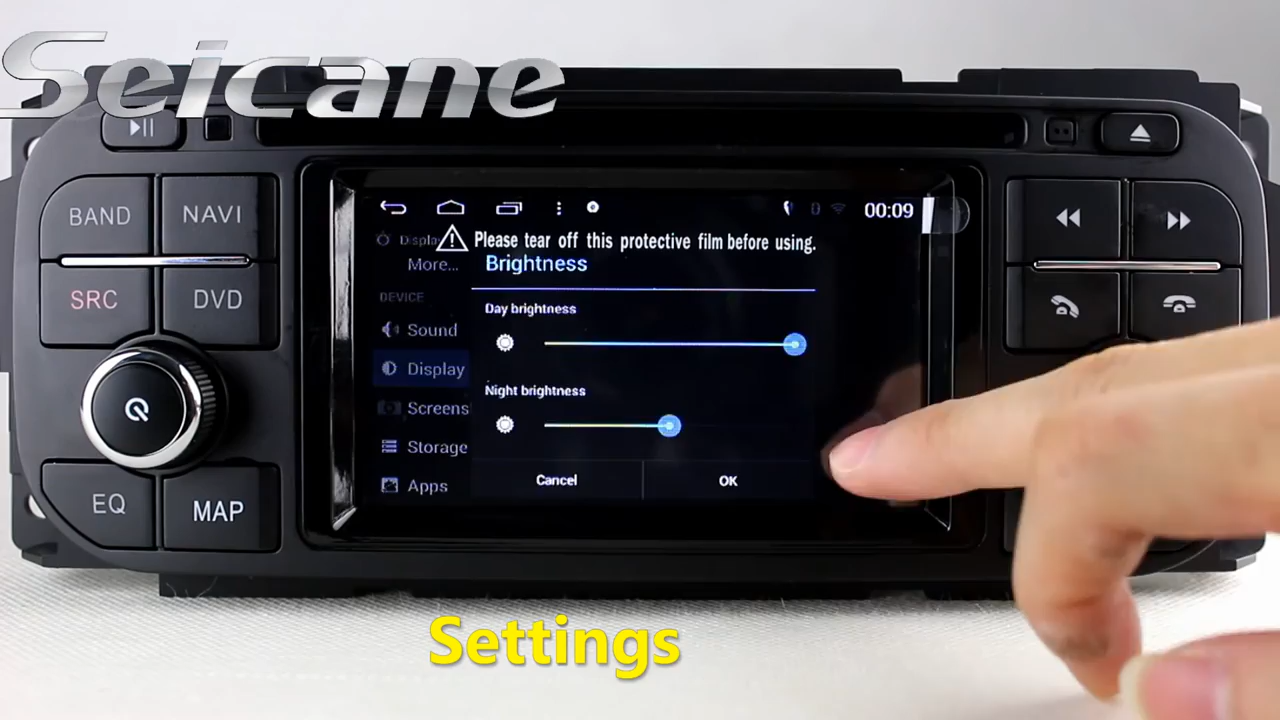 Seicane
BAND
NAVI
SRC
DVD
EQ
MAP
00:09
Please tear off this protective film before using.
Display
More...
Brightness
DEVICE
Day brightness
Sound
Display
Night brightness
Screens
Storage
Apps
Cancel
OK
Settings